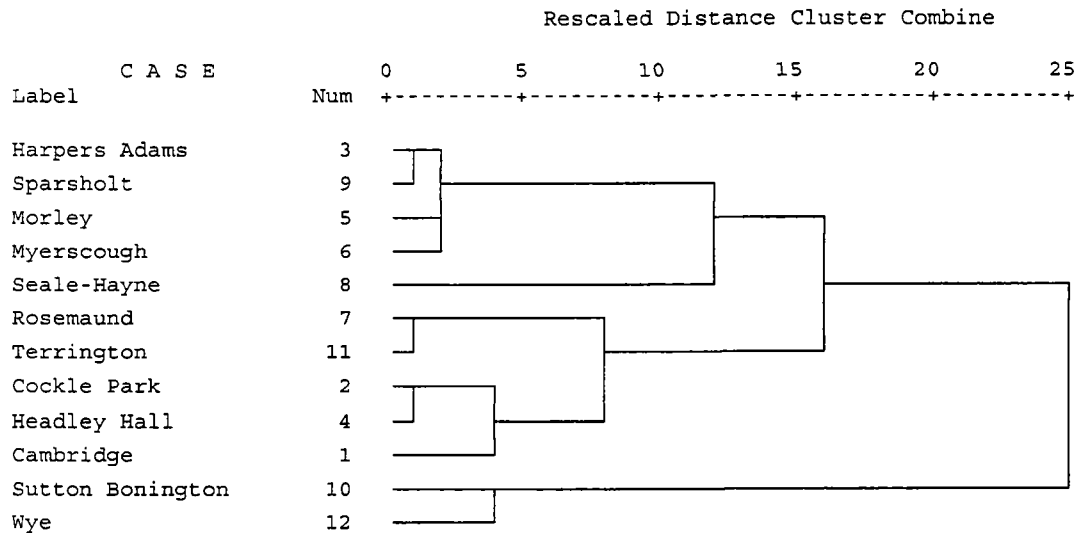 Rescaled Distance Cluster Combine
C A S E 0 5 10 15 20 25
Label Num +---------+---------+---------+---------+---------+
Harpers Adams 3
Sparsholt 9
Morley 5
Myerscough 6
Seale-Hayne 8
Rosemaund 7
Terrington 11
Cockle Park 2
Headley Hall 4
Cambridge 1
Sutton Bonington 10
Wye 12